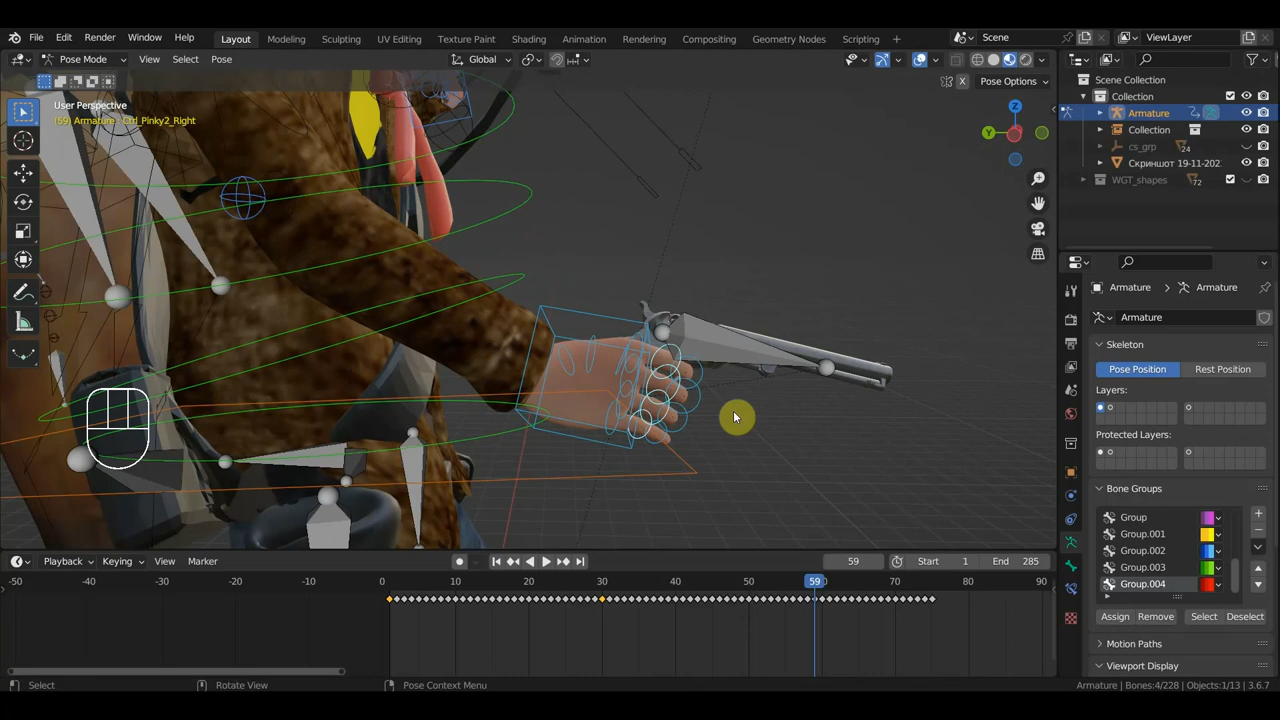 File Edit Render Window Help Layout Modeling Sculpting UV Editing Texture Paint Shading Animation Rendering Compositing Geometry Nodes Scripting + Scene ViewLayer
Pose Mode View Select Pose Global
X Pose Options
User Perspective
(59) Armature : Ctrl_Pinky2_Right
Z
Y
Scene Collection
Collection
Armature
Collection
cs_grp 24
Скриншот 19-11-202
WGT_shapes 72
Armature Armature
Armature
Skeleton
Pose Position Rest Position
Layers:
Protected Layers:
Bone Groups
Group
Group.001
Group.002
Group.003
Group.004
Assign Remove Select Deselect
Motion Paths
Viewport Display
Playback Keying View Marker 59 Start 1 End 285
-50 -40 -30 -20 -10 0 10 20 30 40 50 59 70 80 90
Select Rotate View Pose Context Menu Armature | Bones:4/228 | Objects:1/13 | 3.6.7